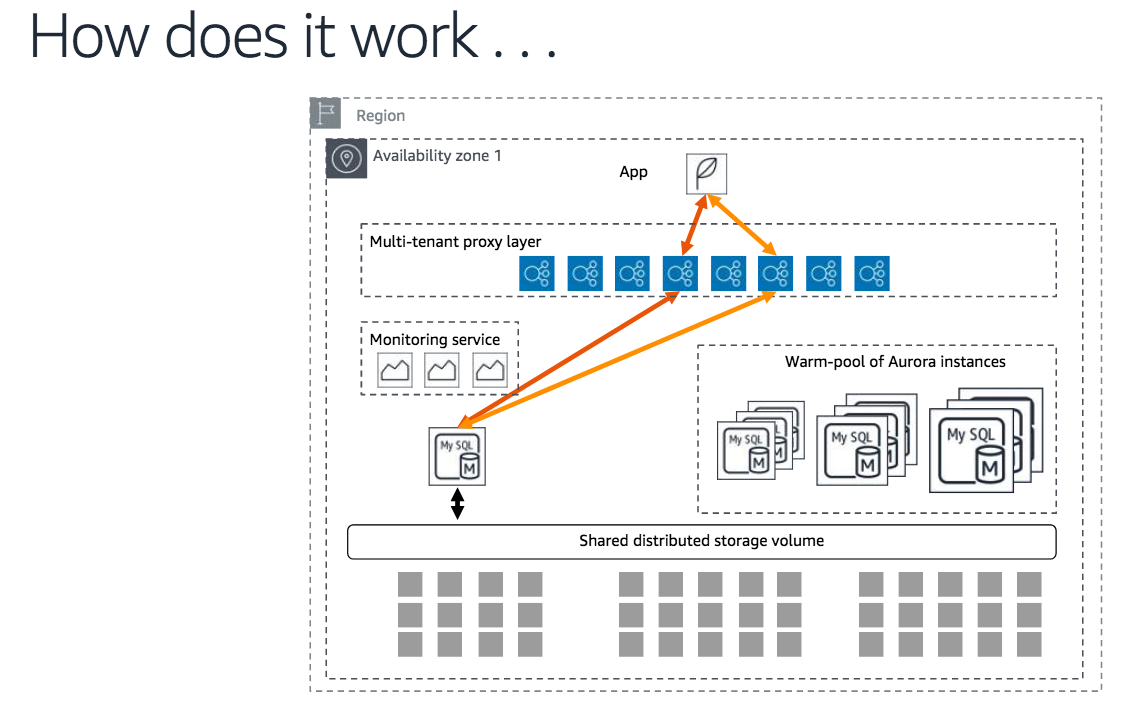 How does it work . . .
Region
Availability zone 1
App
Multi-tenant proxy layer
Monitoring service
Warm-pool of Aurora instances
My SQL
M
My SQL
M
My SQL
M
My SQL
M
Shared distributed storage volume